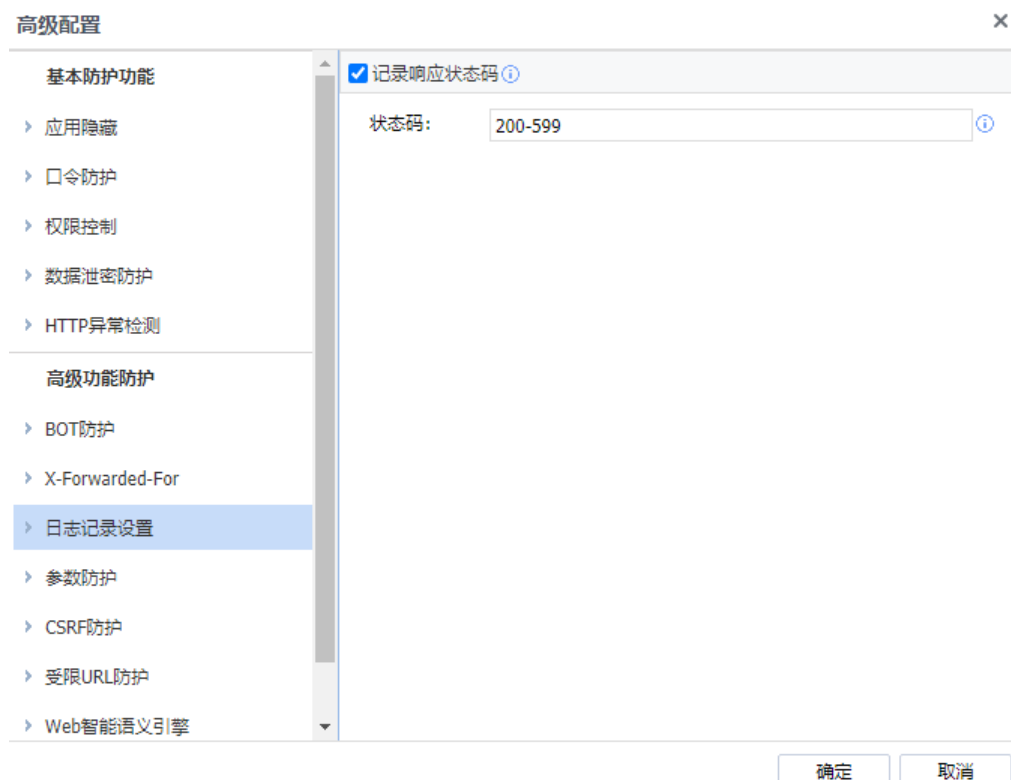 高级配置
基本防护功能
应用隐藏
口令防护
权限控制
数据泄密防护
HTTP异常检测
高级功能防护
BOT防护
X-Forwarded-For
日志记录设置
参数防护
CSRF防护
受限URL防护
Web智能语义引擎
记录响应状态码
状态码:
200-599
确定
取消